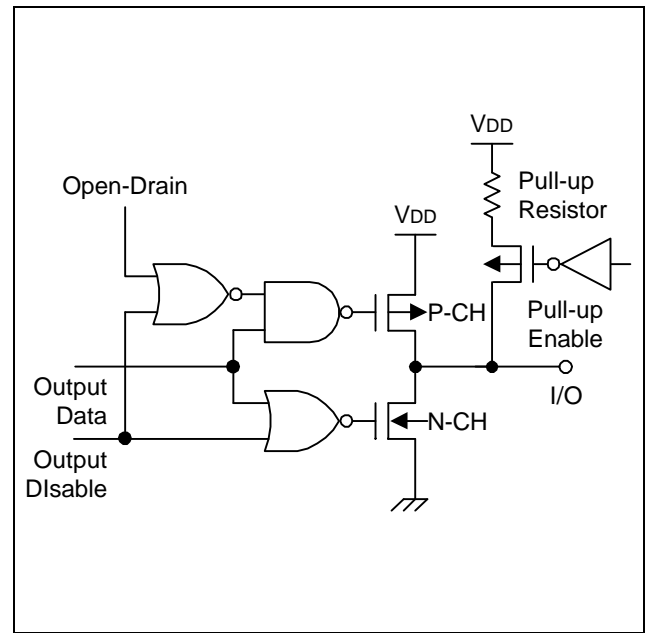 VDD
Pull-up
Resistor
Open-Drain
VDD
P-CH
Pull-up
Enable
Output
Data
I/O
N-CH
Output
DIsable